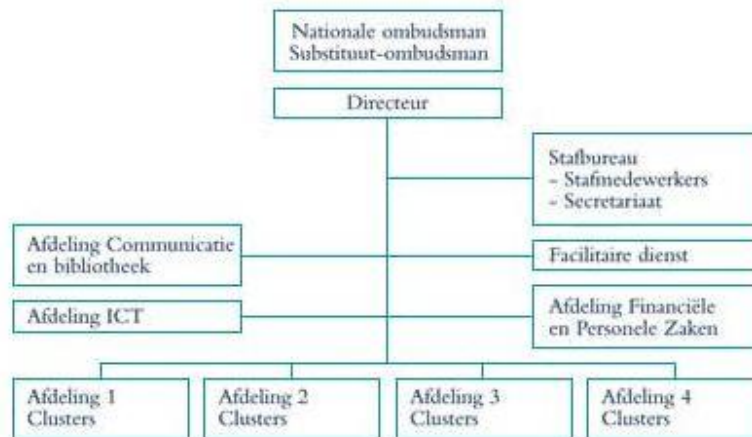 Nationale ombudsman
Substituut-ombudsman
Directeur
Stafbureau
- Stafmedewerkers
- Secretariaat
Afdeling Communicatie
en bibliotheek
Facilitaire dienst
Afdeling ICT
Afdeling Financiële
en Personele Zaken
Afdeling 1
Clusters
Afdeling 2
Clusters
Afdeling 3
Clusters
Afdeling 4
Clusters